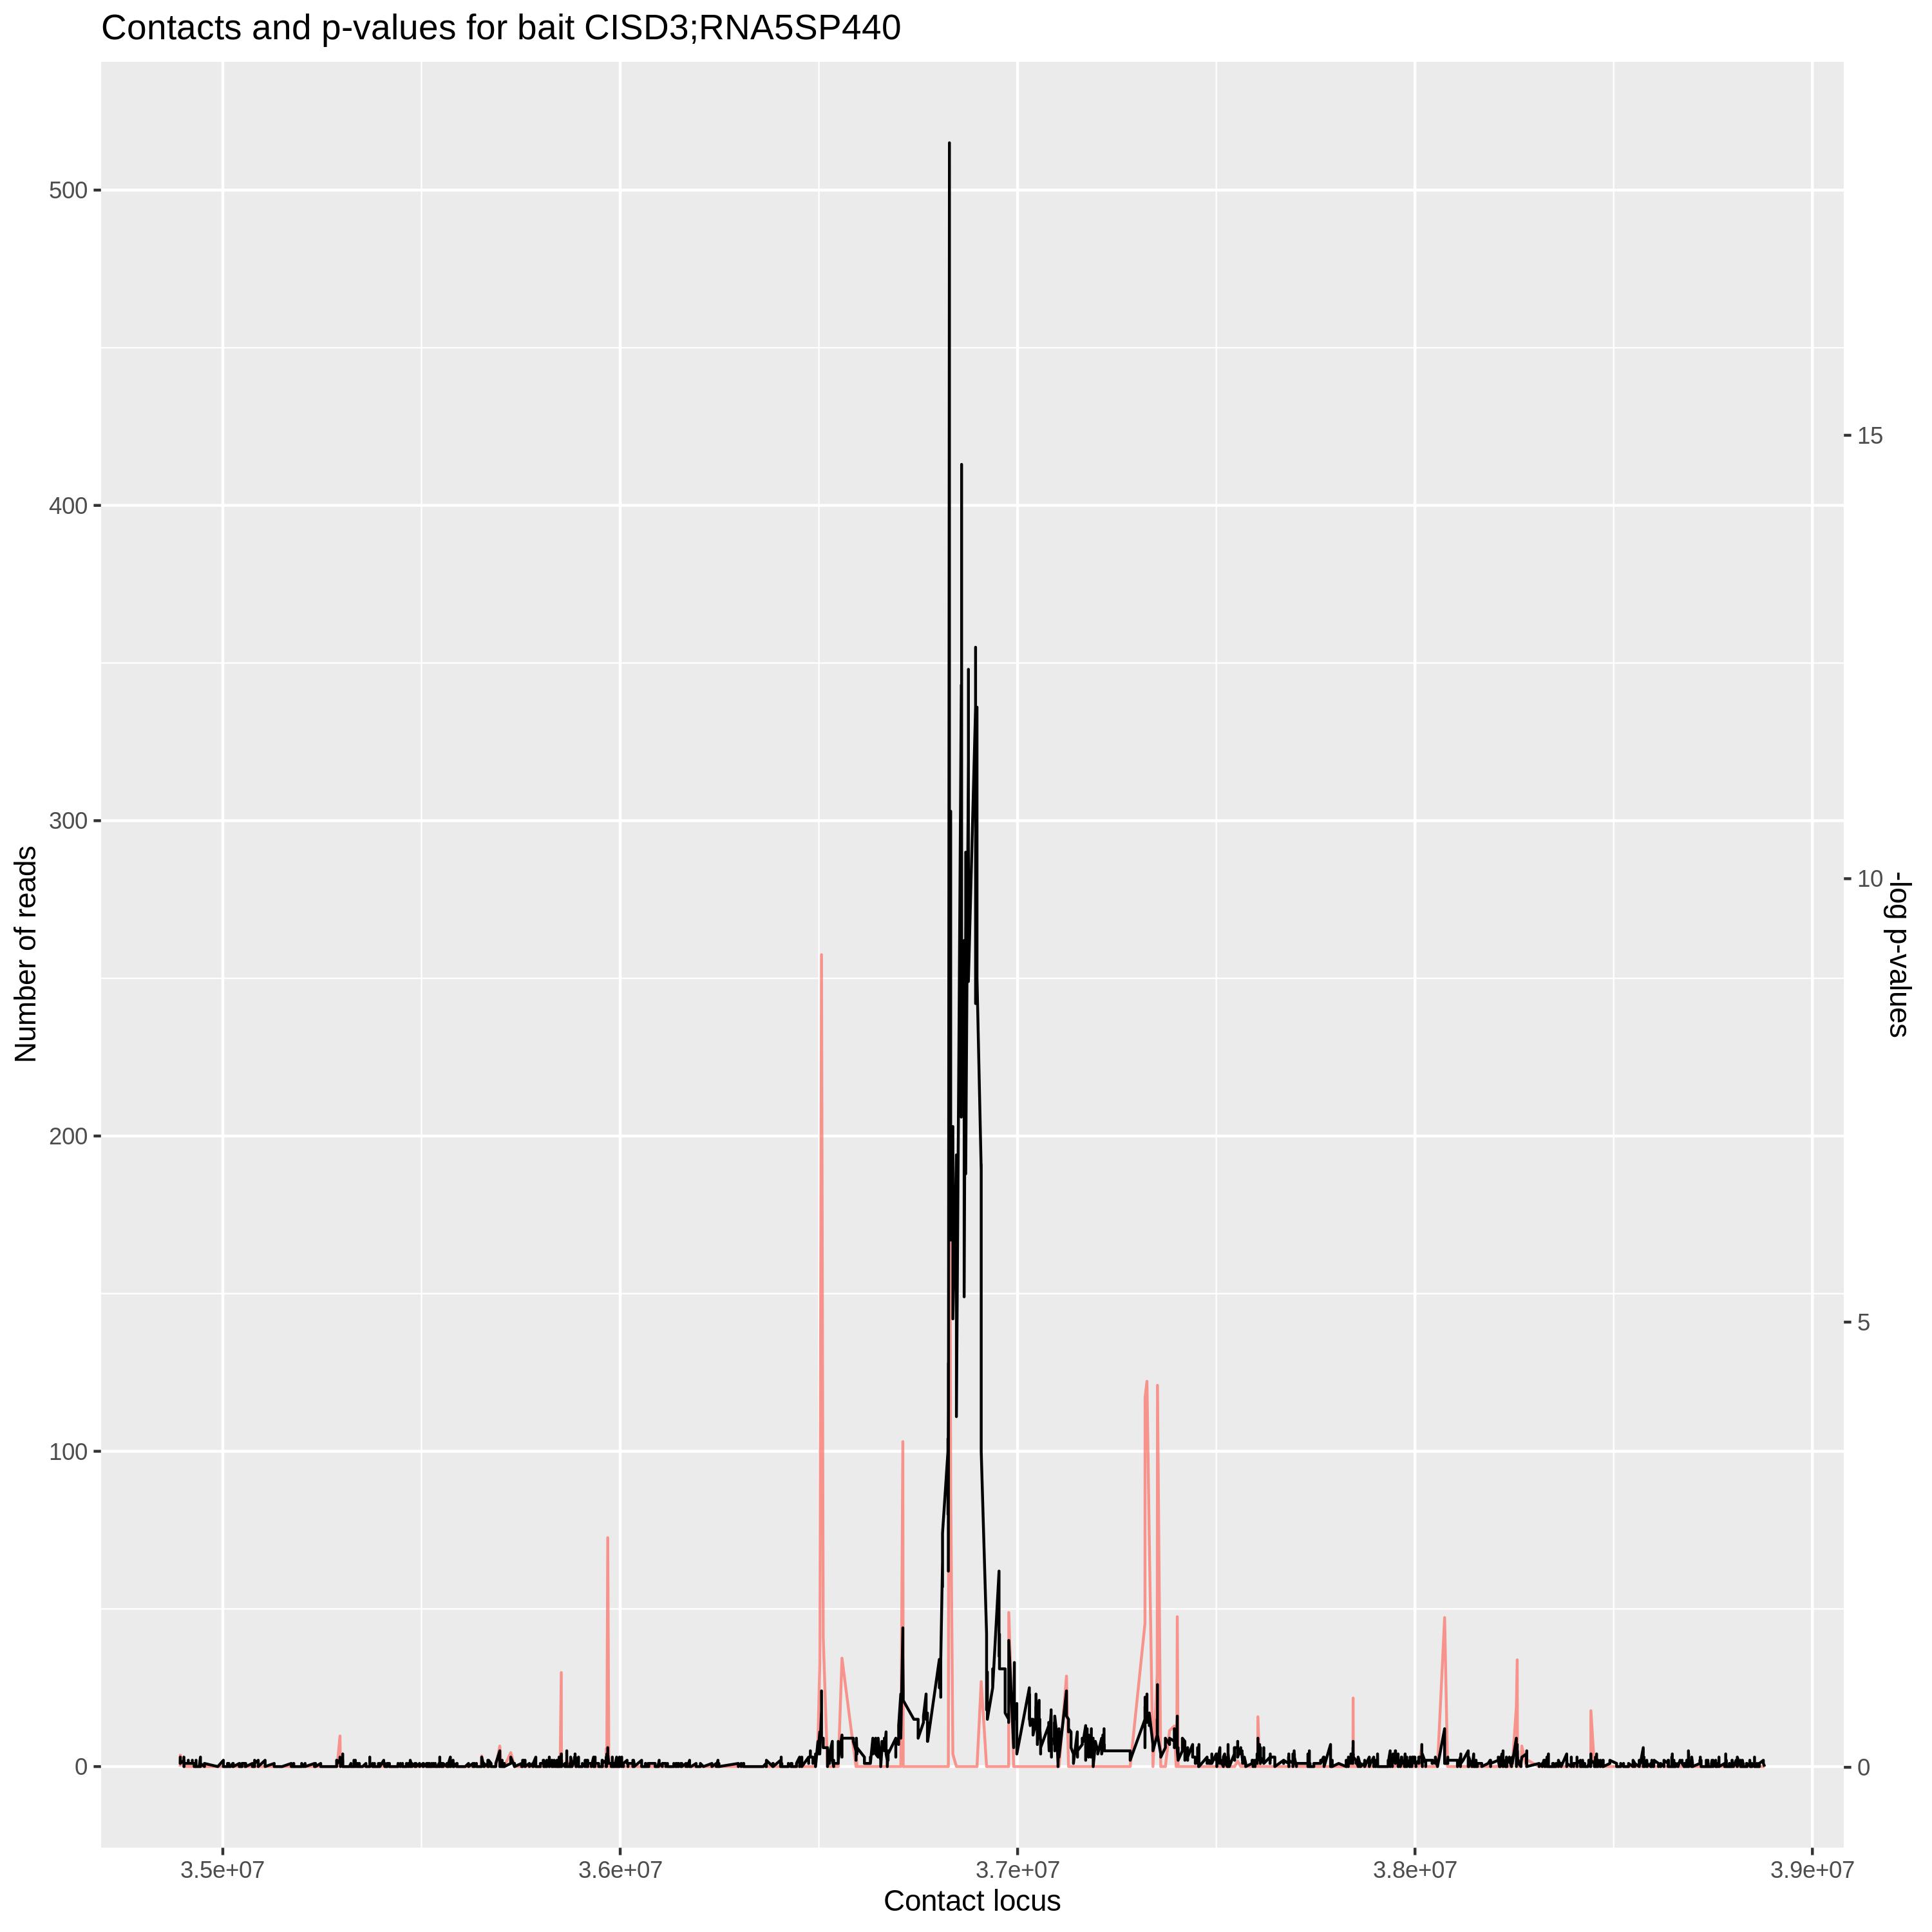 Contacts and p-values for bait CISD3;RNA5SP440
500
400
300
200
100
0
Number of reads
15
10
5
0
-log p-values
3.5e+07 3.6e+07 3.7e+07 3.8e+07 3.9e+07
Contact locus